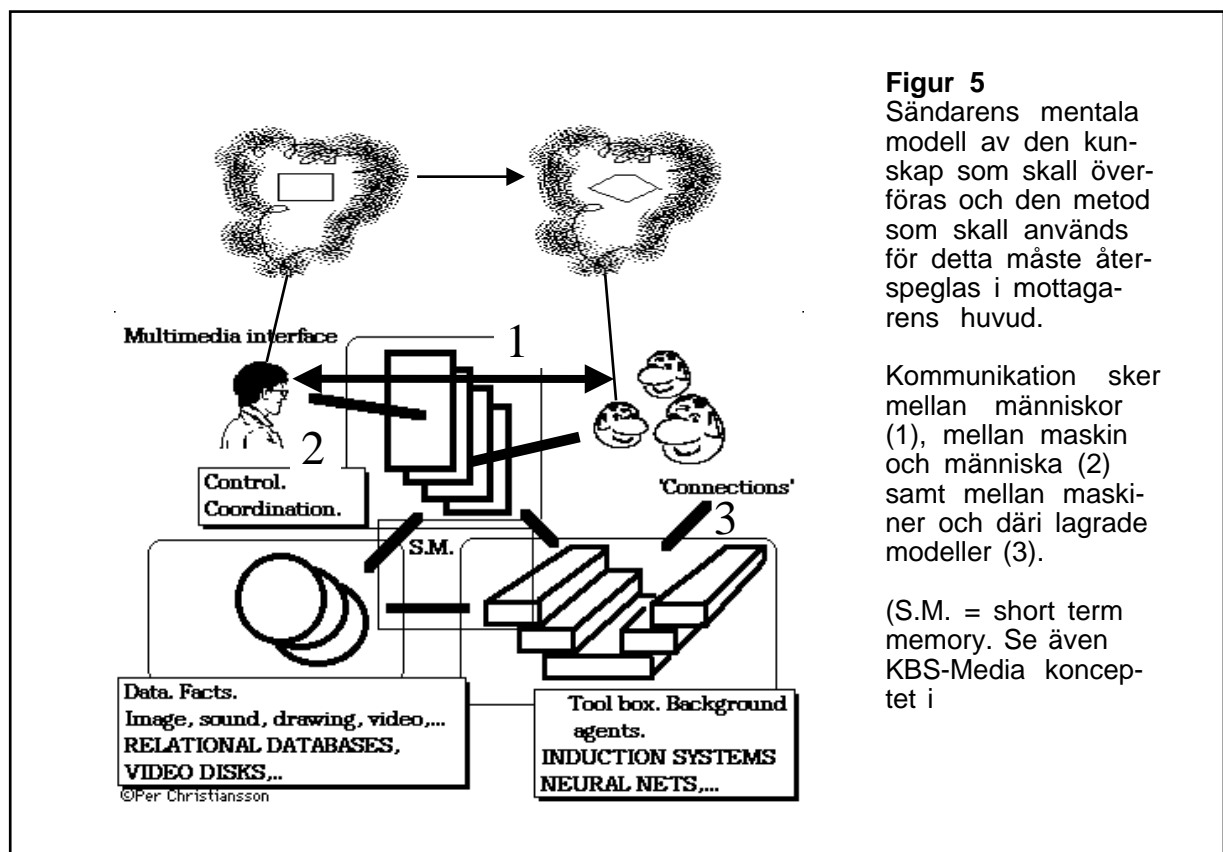 Figur 5
Sändarens mentala
modell av den kun-
skap som skall över-
föras och den metod
som skall används
för detta måste åter-
speglas i mottaga-
rens huvud.
Kommunikation sker
mellan människor
(1), mellan maskin
och människa (2)
samt mellan maski-
ner och däri lagrade
modeller (3).
(S.M. = short term
memory. Se även
KBS-Media koncep-
tet i
Multimedia interface
1
2
Control.
Coordination.
'Connections'
3
S.M.
Data. Facts.
Image, sound, drawing, video,...
RELATIONAL DATABASES,
VIDEO DISKS,..
Tool box. Background
agents.
INDUCTION SYSTEMS
NEURAL NETS,...
©Per Christiansson